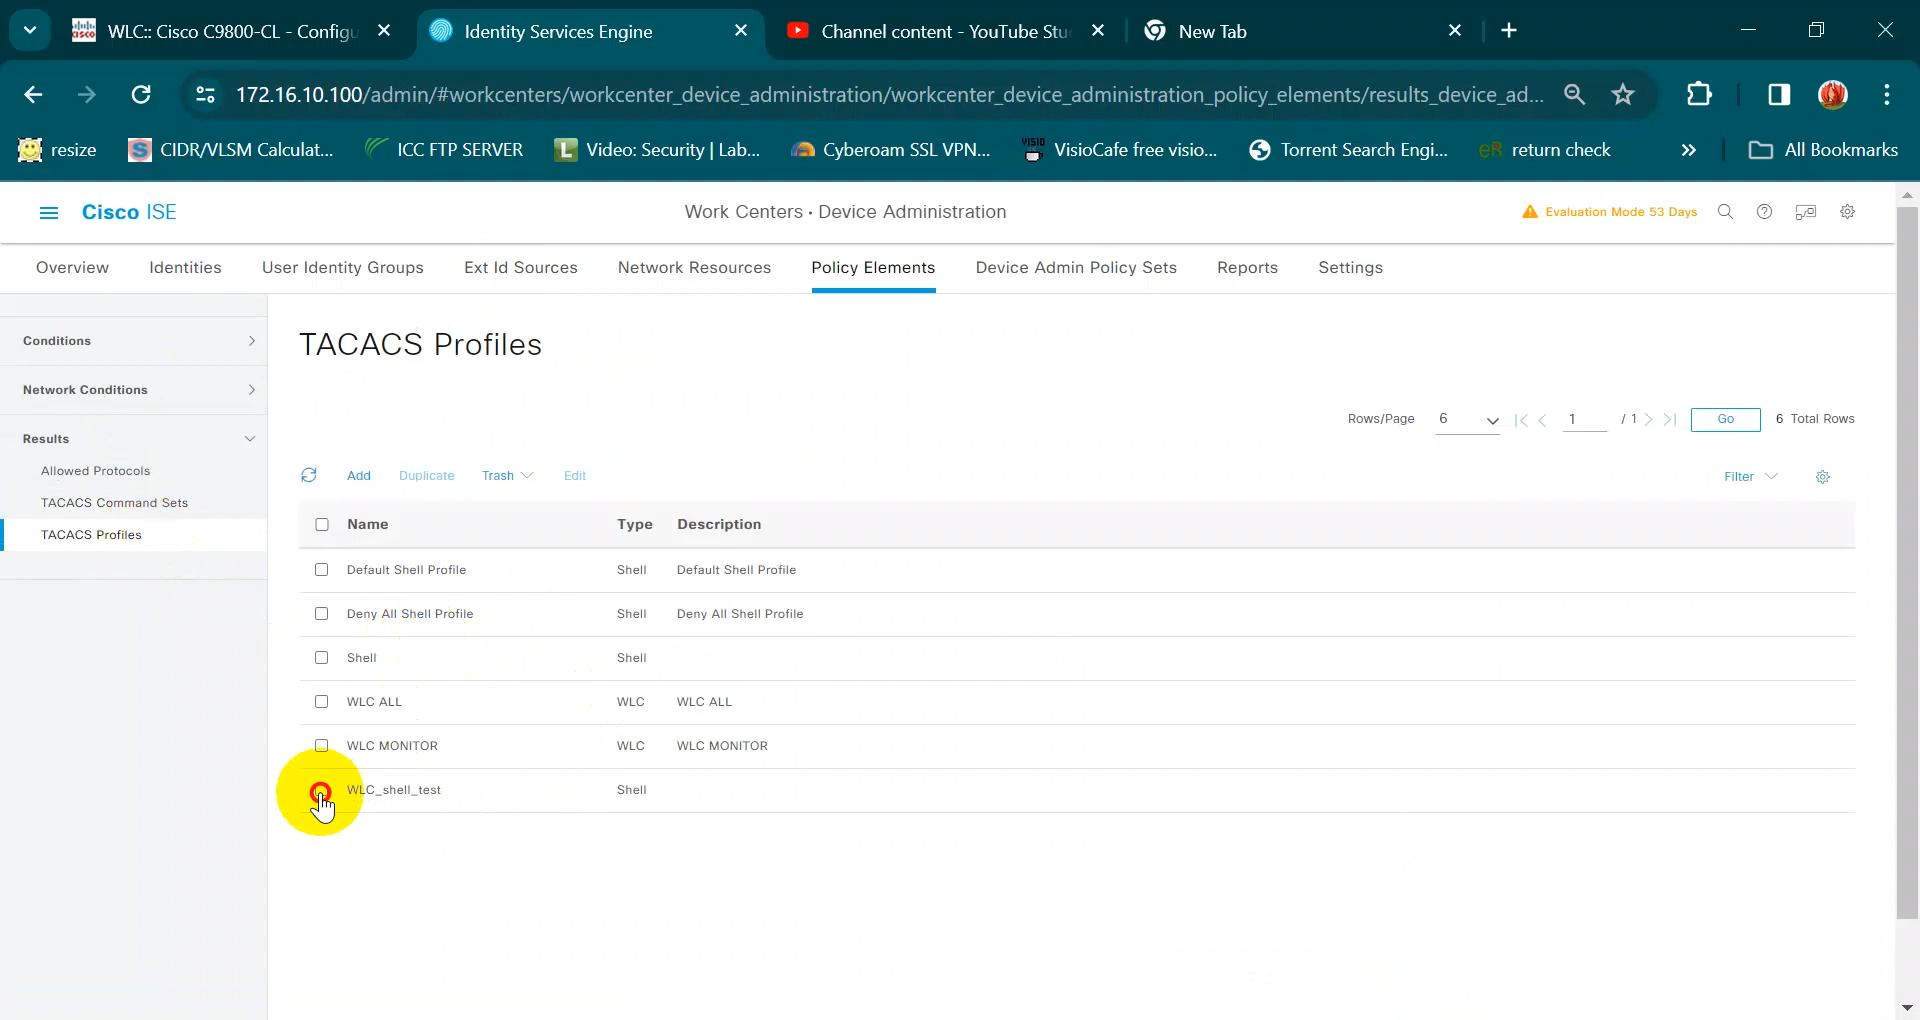 WLC:: Cisco C9800-CL - Configu
Identity Services Engine
Channel content - YouTube Stu
New Tab
172.16.10.100/admin/#workcenters/workcenter_device_administration/workcenter_device_administration_policy_elements/results_device_ad...
resize
CIDR/VLSM Calculat...
ICC FTP SERVER
Video: Security | Lab...
Cyberoam SSL VPN...
VisioCafe free visio...
Torrent Search Engi...
eR return check
All Bookmarks
Cisco ISE
Work Centers · Device Administration
Evaluation Mode 53 Days
Overview
Identities
User Identity Groups
Ext Id Sources
Network Resources
Policy Elements
Device Admin Policy Sets
Reports
Settings
Conditions
Network Conditions
Results
Allowed Protocols
TACACS Command Sets
TACACS Profiles
TACACS Profiles
Rows/Page 6 1 / 1 Go 6 Total Rows
Add Duplicate Trash Edit Filter
Name Type Description
Default Shell Profile Shell Default Shell Profile
Deny All Shell Profile Shell Deny All Shell Profile
Shell Shell
WLC ALL WLC WLC ALL
WLC MONITOR WLC WLC MONITOR
WLC_shell_test Shell